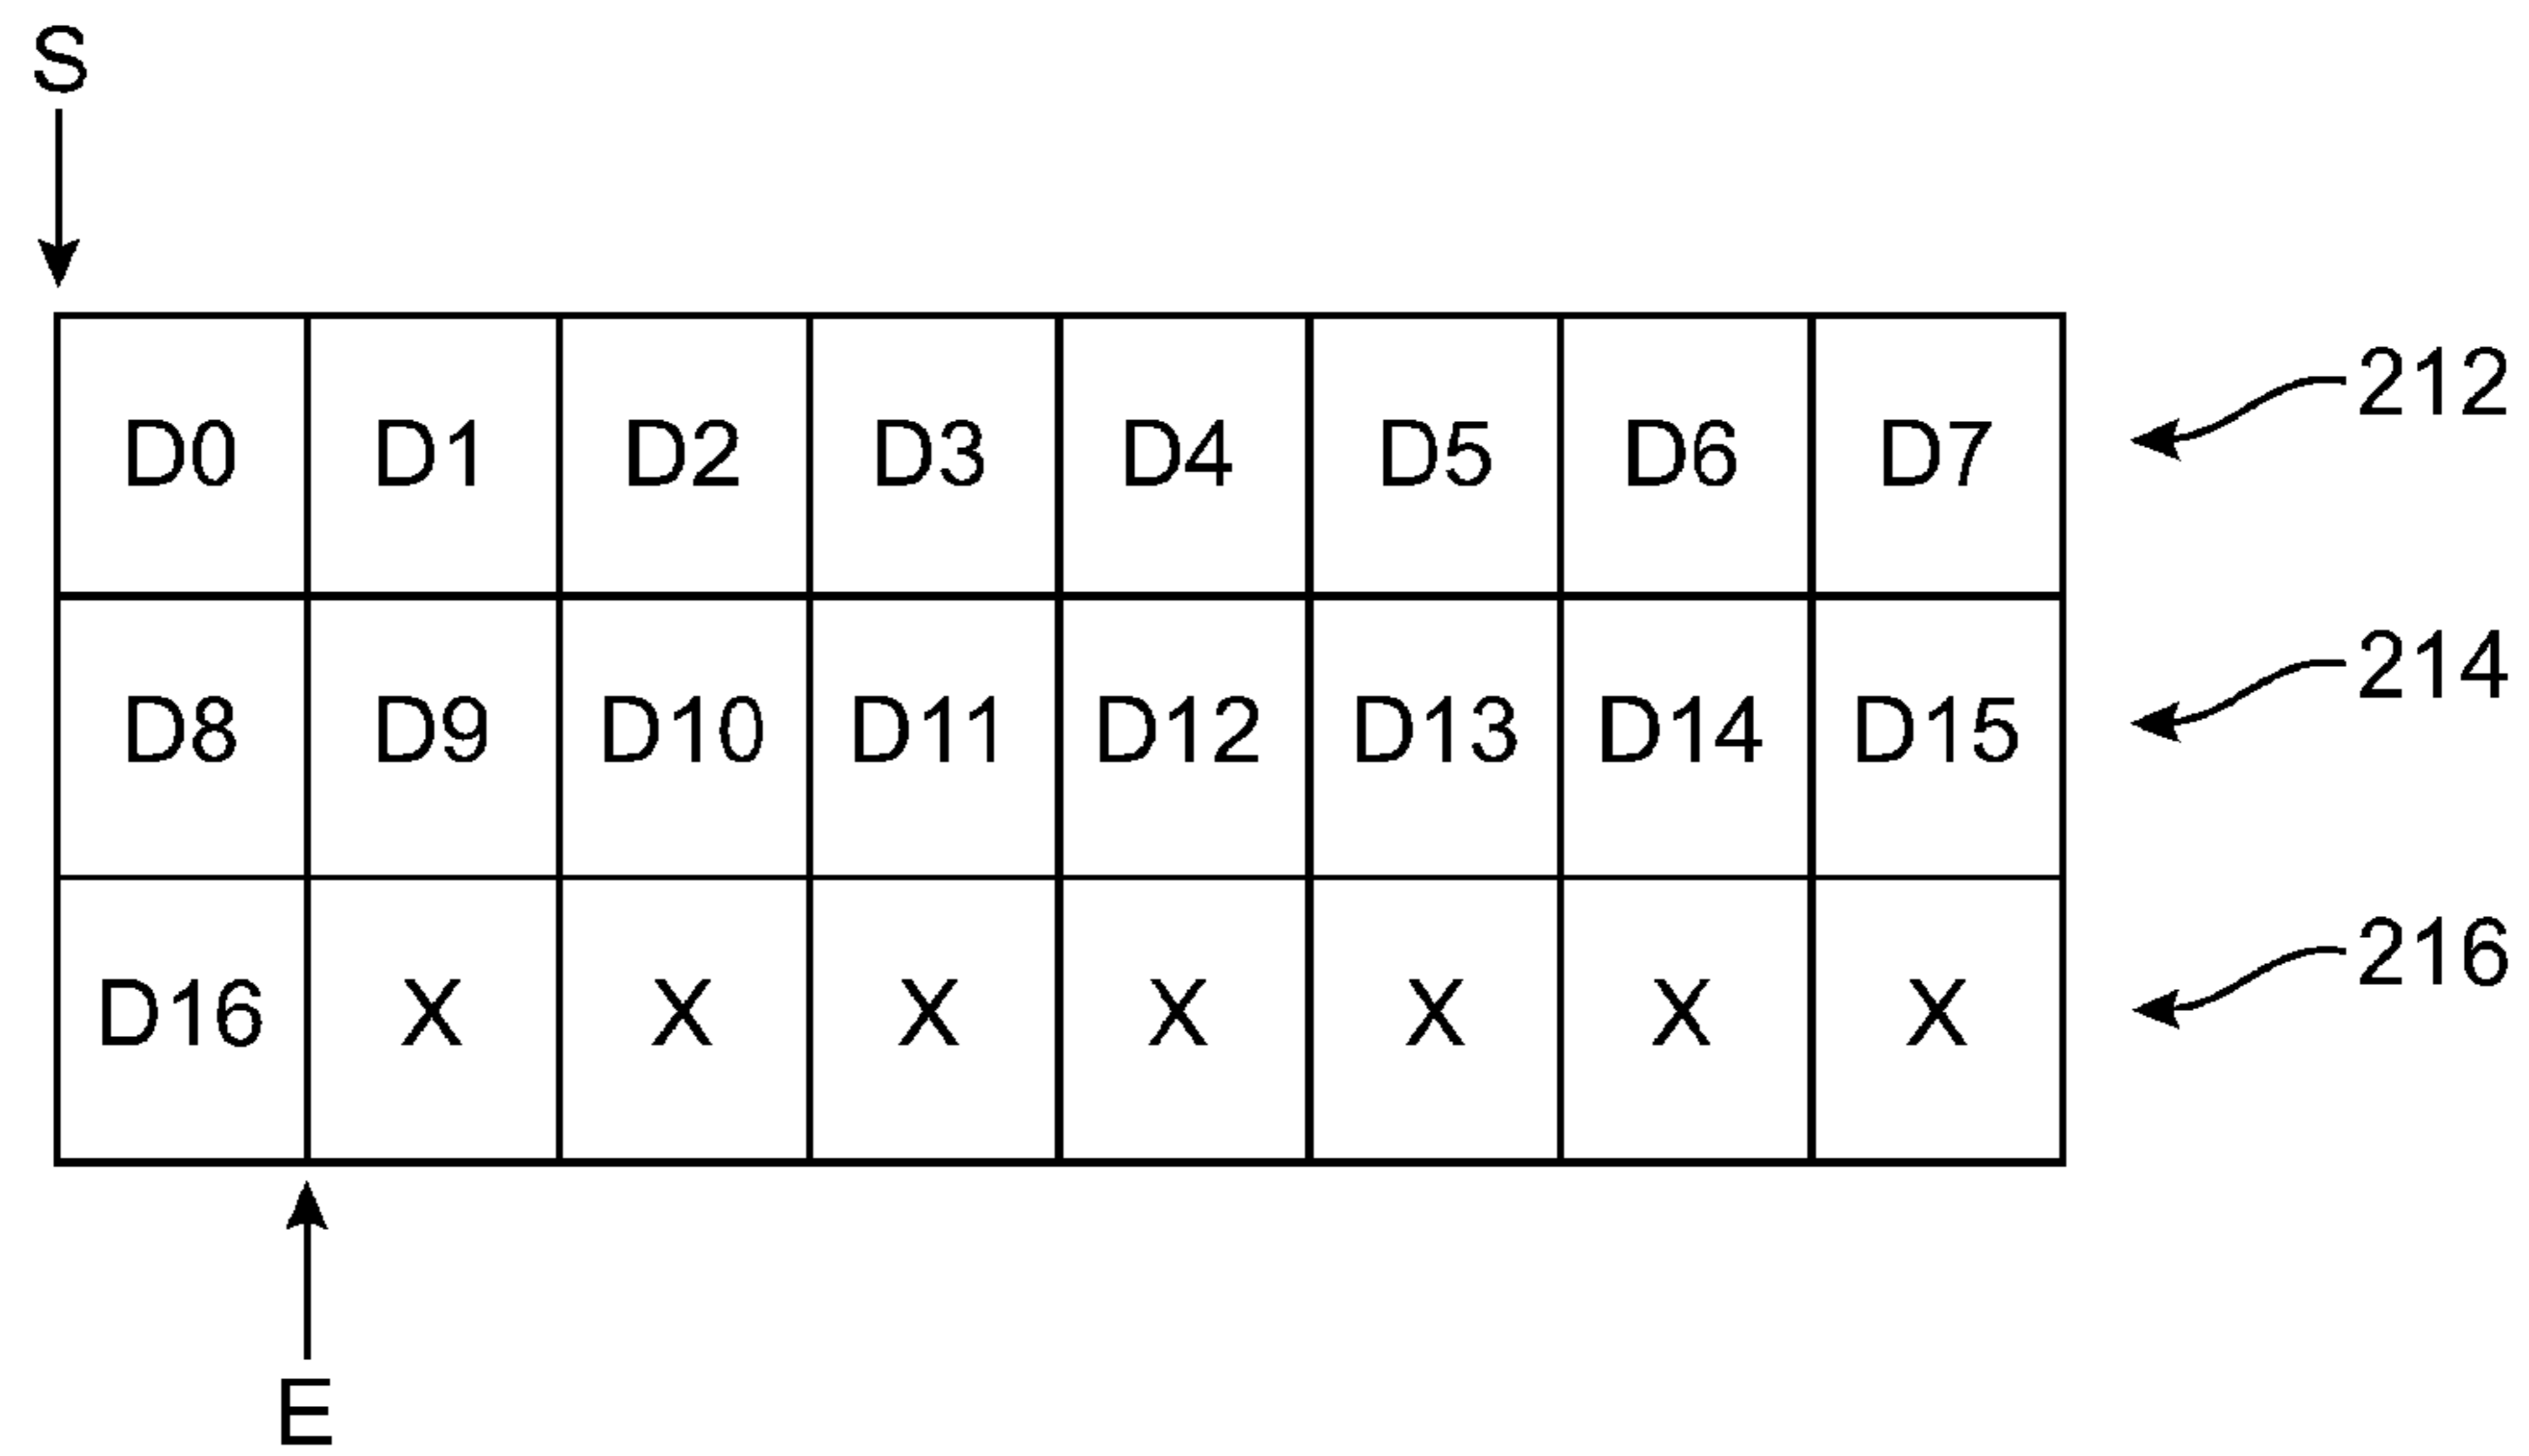 S
D0 D1 D2 D3 D4 D5 D6 D7 212
D8 D9 D10 D11 D12 D13 D14 D15 214
D16 X X X X X X X 216
E